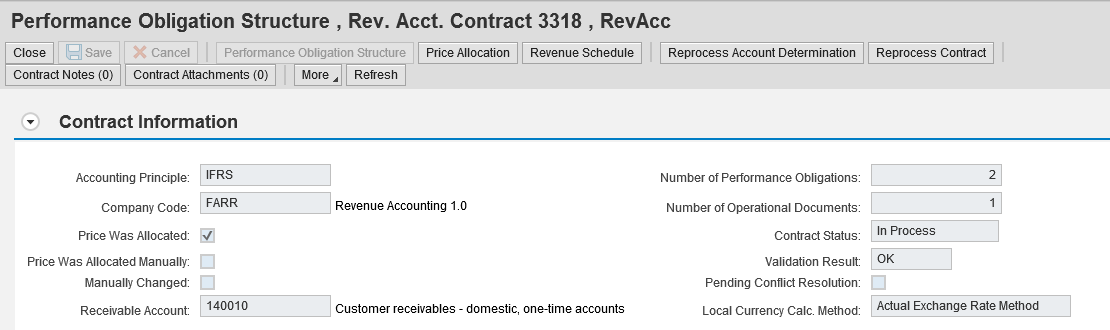 Performance Obligation Structure , Rev. Acct. Contract 3318 , RevAcc
Close Save Cancel Performance Obligation Structure Price Allocation Revenue Schedule Reprocess Account Determination Reprocess Contract
Contract Notes (0) Contract Attachments (0) More Refresh
Contract Information
Accounting Principle: IFRS Number of Performance Obligations: 2
Company Code: FARR Revenue Accounting 1.0 Number of Operational Documents: 1
Price Was Allocated: Contract Status: In Process
Price Was Allocated Manually: Validation Result: OK
Manually Changed: Pending Conflict Resolution:
Receivable Account: 140010 Customer receivables - domestic, one-time accounts Local Currency Calc. Method: Actual Exchange Rate Method